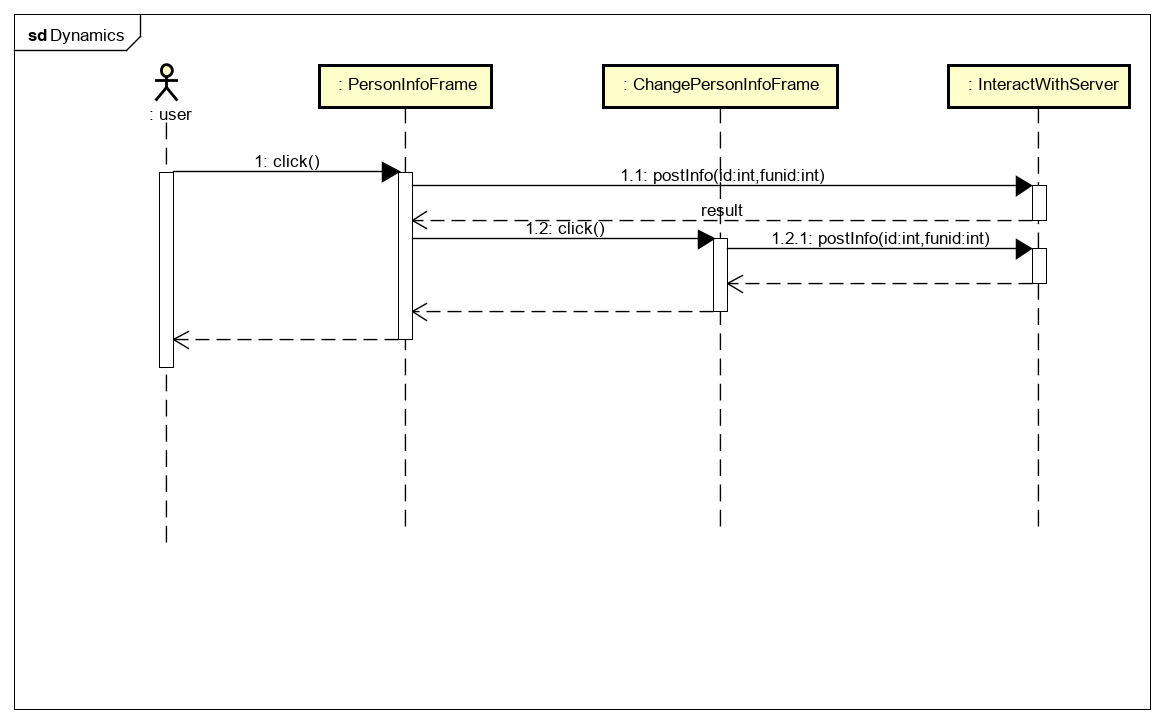 sd Dynamics
: user
: PersonInfoFrame
: ChangePersonInfoFrame
: InteractWithServer
1: click()
1.1: postInfo(id:int,funid:int)
result
1.2: click()
1.2.1: postInfo(id:int,funid:int)